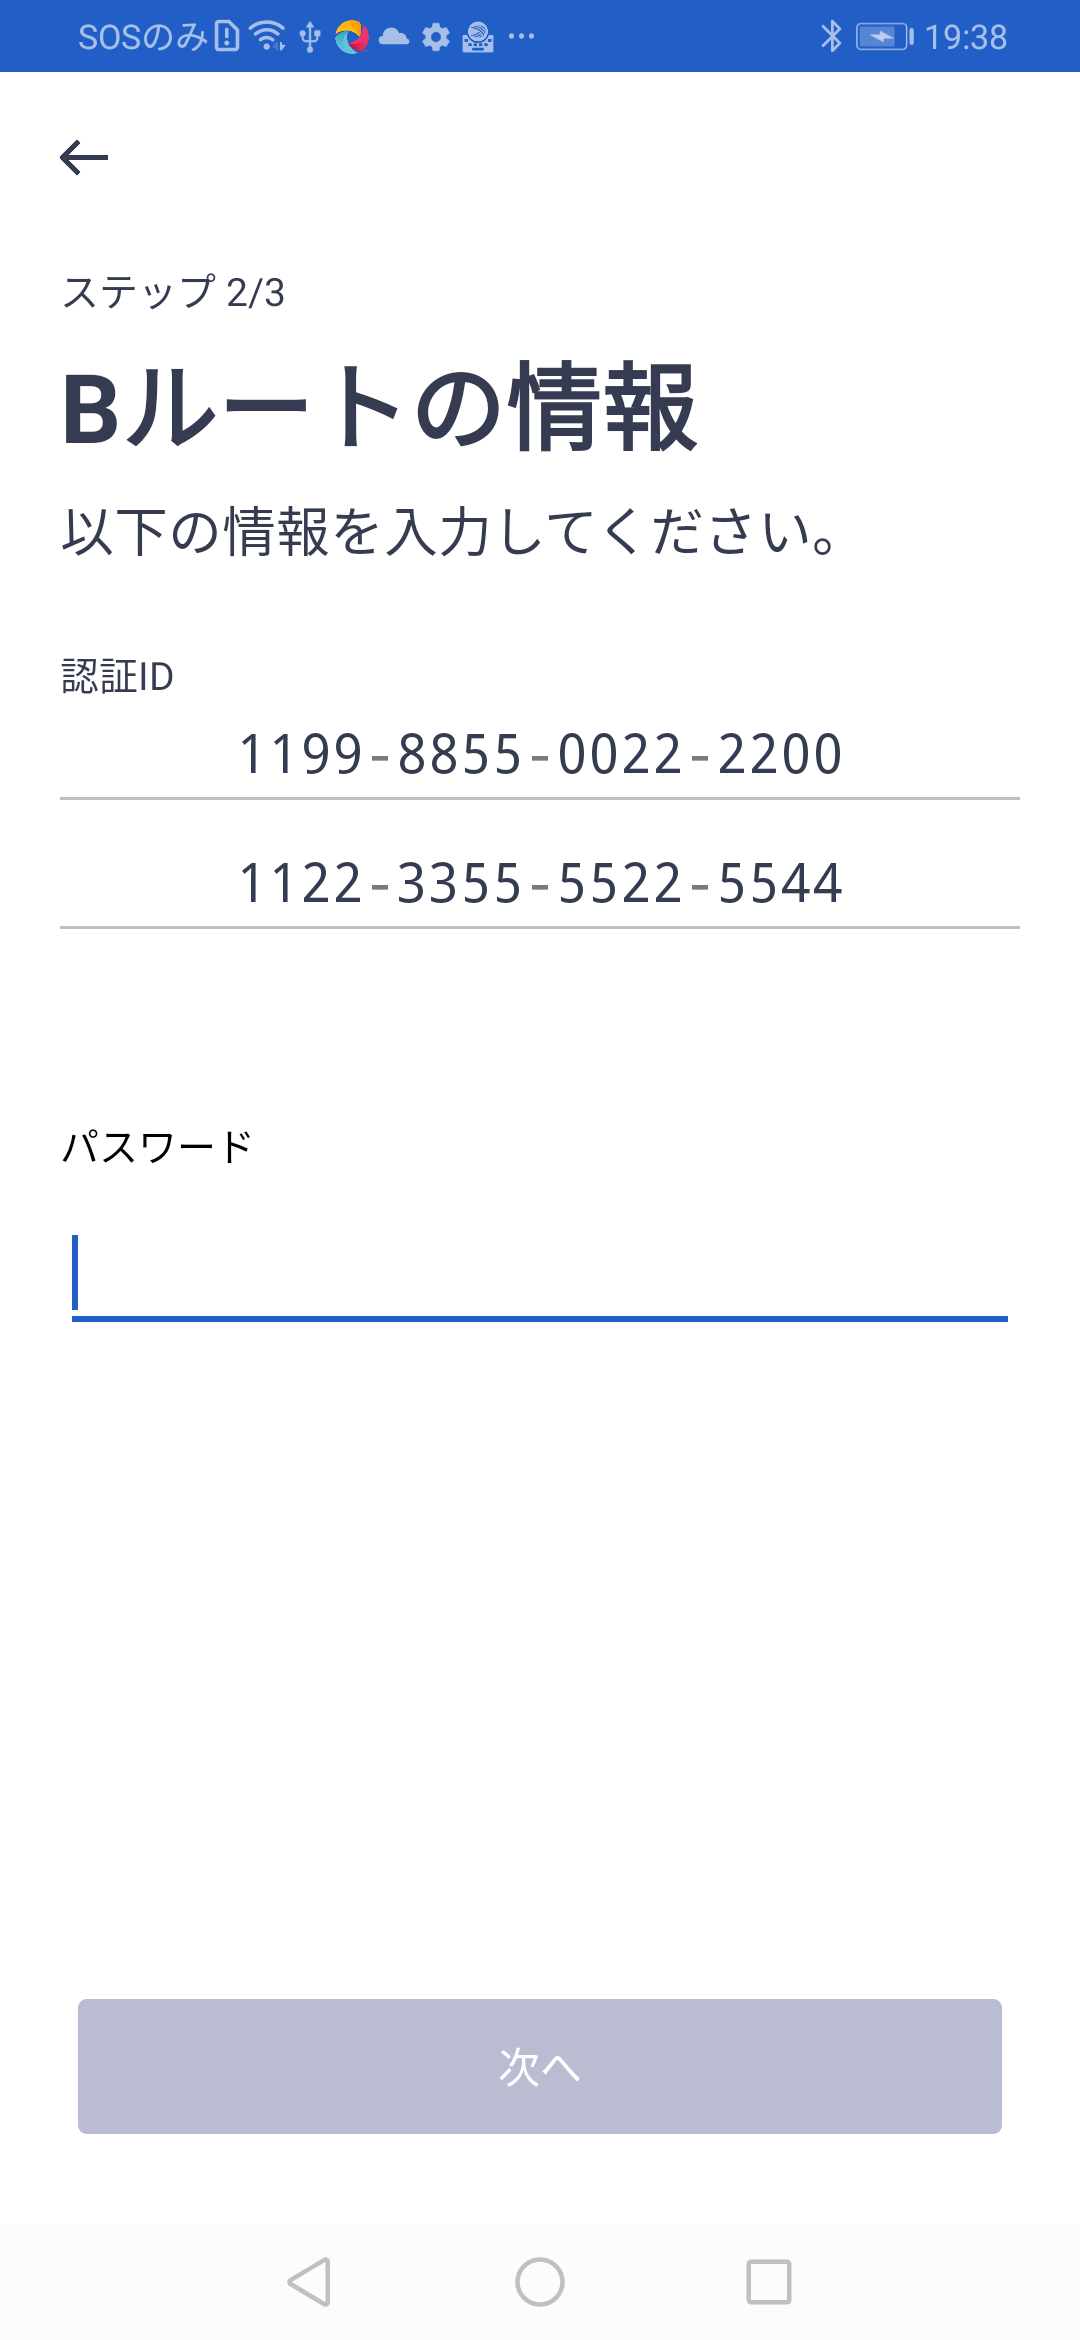 SOSのみ 19:38
ステップ 2/3
Bルートの情報
以下の情報を入力してください。
認証ID
1199-8855-0022-2200
1122-3355-5522-5544
パスワード
次へ